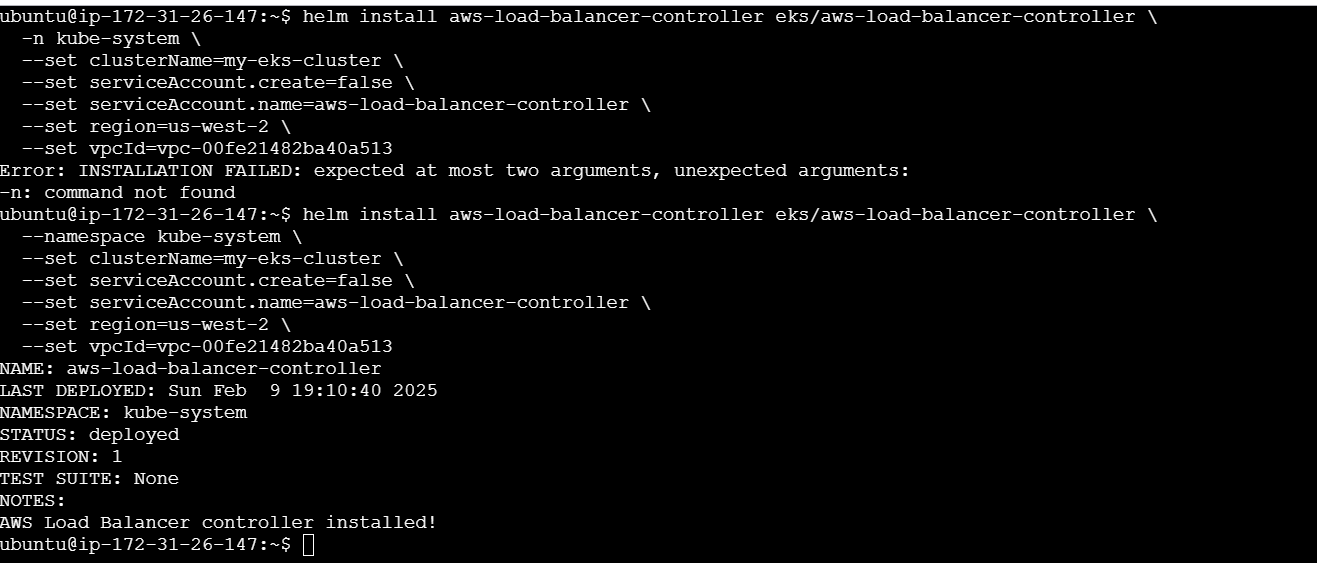 ubuntu@ip-172-31-26-147:~$ helm install aws-load-balancer-controller eks/aws-load-balancer-controller \
  -n kube-system \
  --set clusterName=my-eks-cluster \
  --set serviceAccount.create=false \
  --set serviceAccount.name=aws-load-balancer-controller \
  --set region=us-west-2 \
  --set vpcId=vpc-00fe21482ba40a513
Error: INSTALLATION FAILED: expected at most two arguments, unexpected arguments:
-n: command not found
ubuntu@ip-172-31-26-147:~$ helm install aws-load-balancer-controller eks/aws-load-balancer-controller \
  --namespace kube-system \
  --set clusterName=my-eks-cluster \
  --set serviceAccount.create=false \
  --set serviceAccount.name=aws-load-balancer-controller \
  --set region=us-west-2 \
  --set vpcId=vpc-00fe21482ba40a513
NAME: aws-load-balancer-controller
LAST DEPLOYED: Sun Feb  9 19:10:40 2025
NAMESPACE: kube-system
STATUS: deployed
REVISION: 1
TEST SUITE: None
NOTES:
AWS Load Balancer controller installed!
ubuntu@ip-172-31-26-147:~$